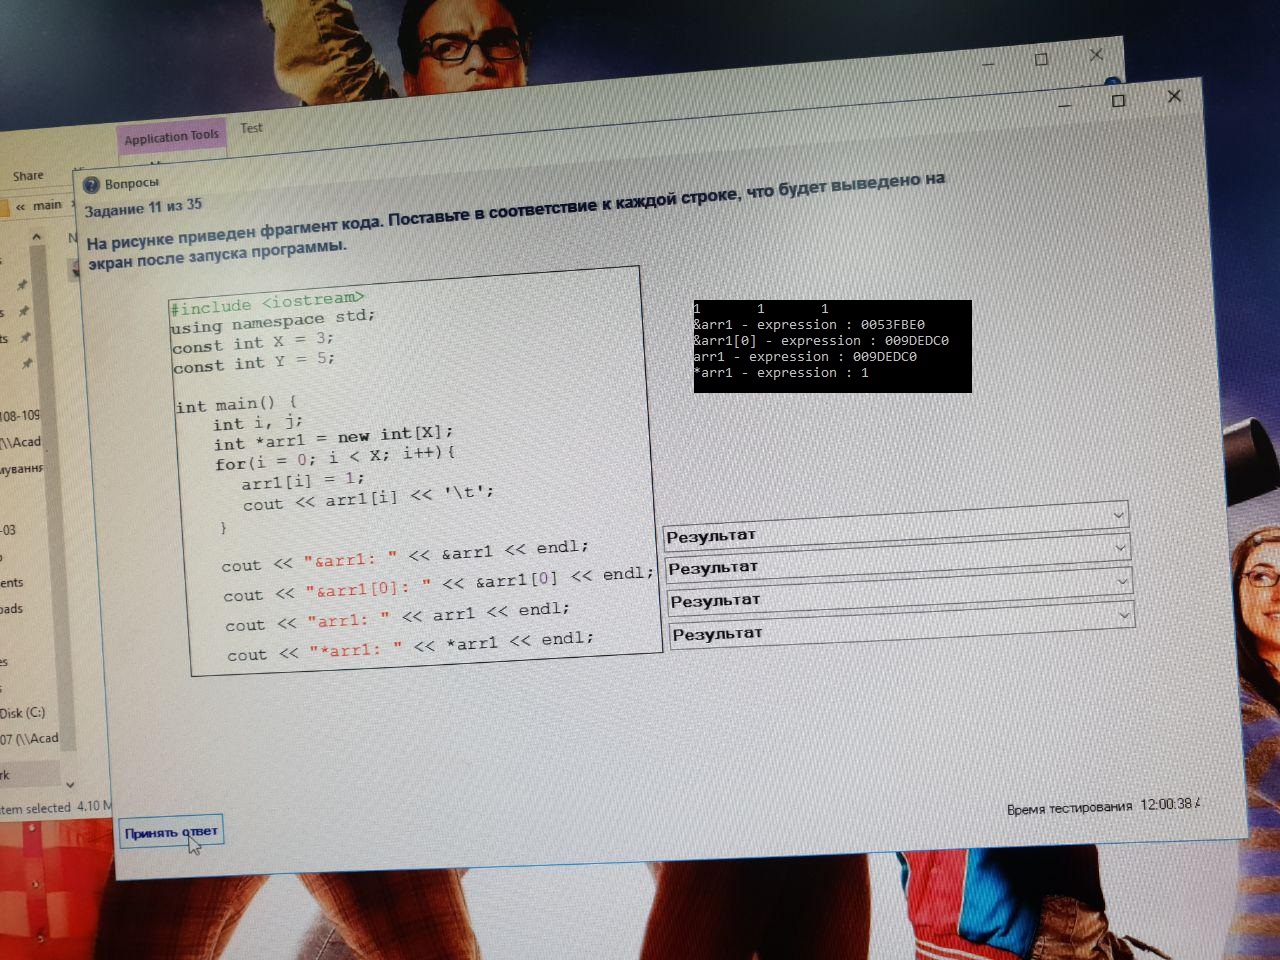 Application Tools
Test
Share
« main
Вопросы
Задание 11 из 35
На рисунке приведен фрагмент кода. Поставьте в соответствие к каждой строке, что будет выведено на
экран после запуска программы.
#include <iostream>
using namespace std;
const int X = 3;
const int Y = 5;
int main() {
int i, j;
int *arr1 = new int[X];
for(i = 0; i < X; i++){
arr1[i] = 1;
cout << arr1[i] << '\t';
}
cout << "&arr1: " << &arr1 << endl;
cout << "&arr1[0]: " << &arr1[0] << endl;
cout << "arr1: " << arr1 << endl;
cout << "*arr1: " << *arr1 << endl;
1 1 1
&arr1 - expression : 0053FBE0
&arr1[0] - expression : 009DEDC0
arr1 - expression : 009DEDC0
*arr1 - expression : 1
Результат
Результат
Результат
Результат
108-109
(\\Acad
мування
-03
ents
oads
Disk (C:)
07 (\\Acad
rk
tem selected 4.10 M
Принять ответ
Время тестирования 12:00:38